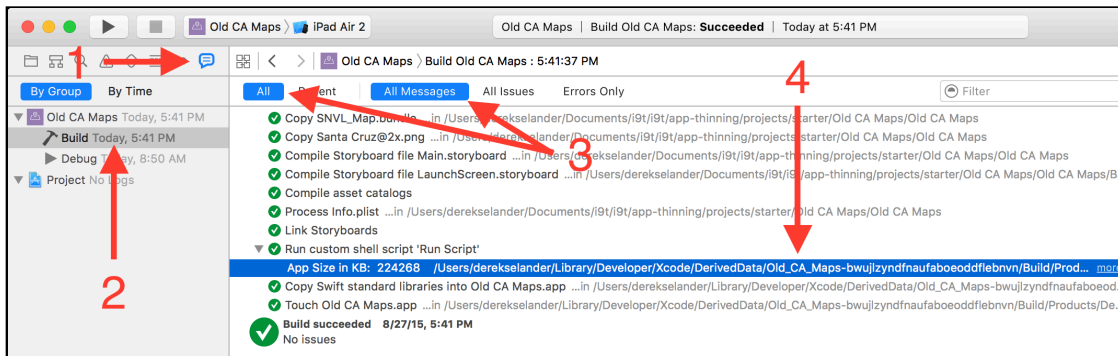 Old CA Maps iPad Air 2 Old CA Maps | Build Old CA Maps: Succeeded | Today at 5:41 PM
1
Old CA Maps Build Old CA Maps : 5:41:37 PM
4
By Group By Time All All Messages All Issues Errors Only Filter
Old CA Maps Today, 5:41 PM
Build Today, 5:41 PM
Debug Today, 8:50 AM
Project No Logs
2
3
Copy SNVL_Map.bundle ...in /Users/derekselander/Documents/i9t/i9t/app-thinning/projects/starter/Old CA Maps/Old CA Maps
Copy Santa Cruz@2x.png ...in /Users/derekselander/Documents/i9t/i9t/app-thinning/projects/starter/Old CA Maps/Old CA Maps
Compile Storyboard file Main.storyboard ...in /Users/derekselander/Documents/i9t/i9t/app-thinning/projects/starter/Old CA Maps/Old CA Maps
Compile Storyboard file LaunchScreen.storyboard ...in /Users/derekselander/Documents/i9t/i9t/app-thinning/projects/starter/Old CA Maps/Old CA Maps/B
Compile asset catalogs
Process Info.plist ...in /Users/derekselander/Documents/i9t/i9t/app-thinning/projects/starter/Old CA Maps/Old CA Maps
Link Storyboards
Run custom shell script 'Run Script'
App Size in KB: 224268 /Users/derekselander/Library/Developer/Xcode/DerivedData/Old_CA_Maps-bwujlzyndfnaufaboeoddflebnvn/Build/Prod... more
Copy Swift standard libraries into Old CA Maps.app ...in /Users/derekselander/Library/Developer/Xcode/DerivedData/Old_CA_Maps-bwujlzyndfnaufaboeod...
Touch Old CA Maps.app ...in /Users/derekselander/Library/Developer/Xcode/DerivedData/Old_CA_Maps-bwujlzyndfnaufaboeoddflebnvn/Build/Products/De...
Build succeeded 8/27/15, 5:41 PM
No issues